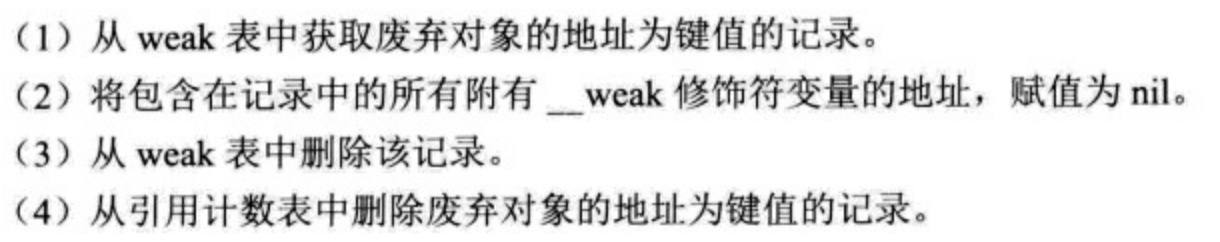 （1）从 weak 表中获取废弃对象的地址为键值的记录。
（2）将包含在记录中的所有附有 __weak 修饰符变量的地址，赋值为 nil。
（3）从 weak 表中删除该记录。
（4）从引用计数表中删除废弃对象的地址为键值的记录。